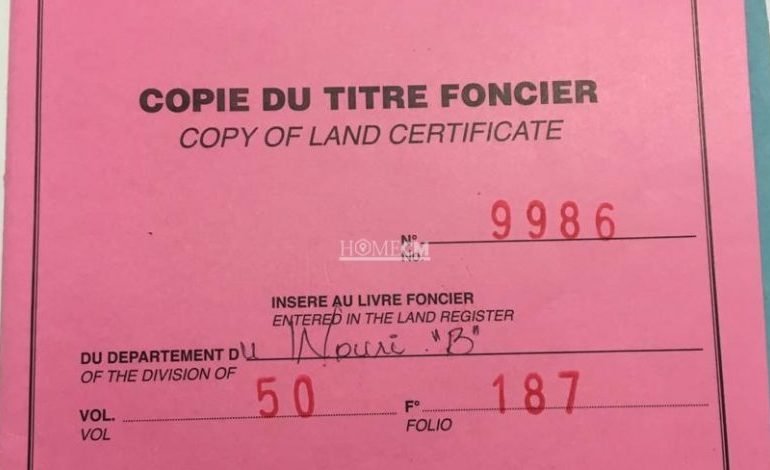 COPIE DU TITRE FONCIER
COPY OF LAND CERTIFICATE
N° 9986
NO.
HOMECM
INSERE AU LIVRE FONCIER
ENTERED IN THE LAND REGISTER
DU DEPARTEMENT Du Wouri "B"
OF THE DIVISION OF
VOL. 50 F° 187
VOL FOLIO